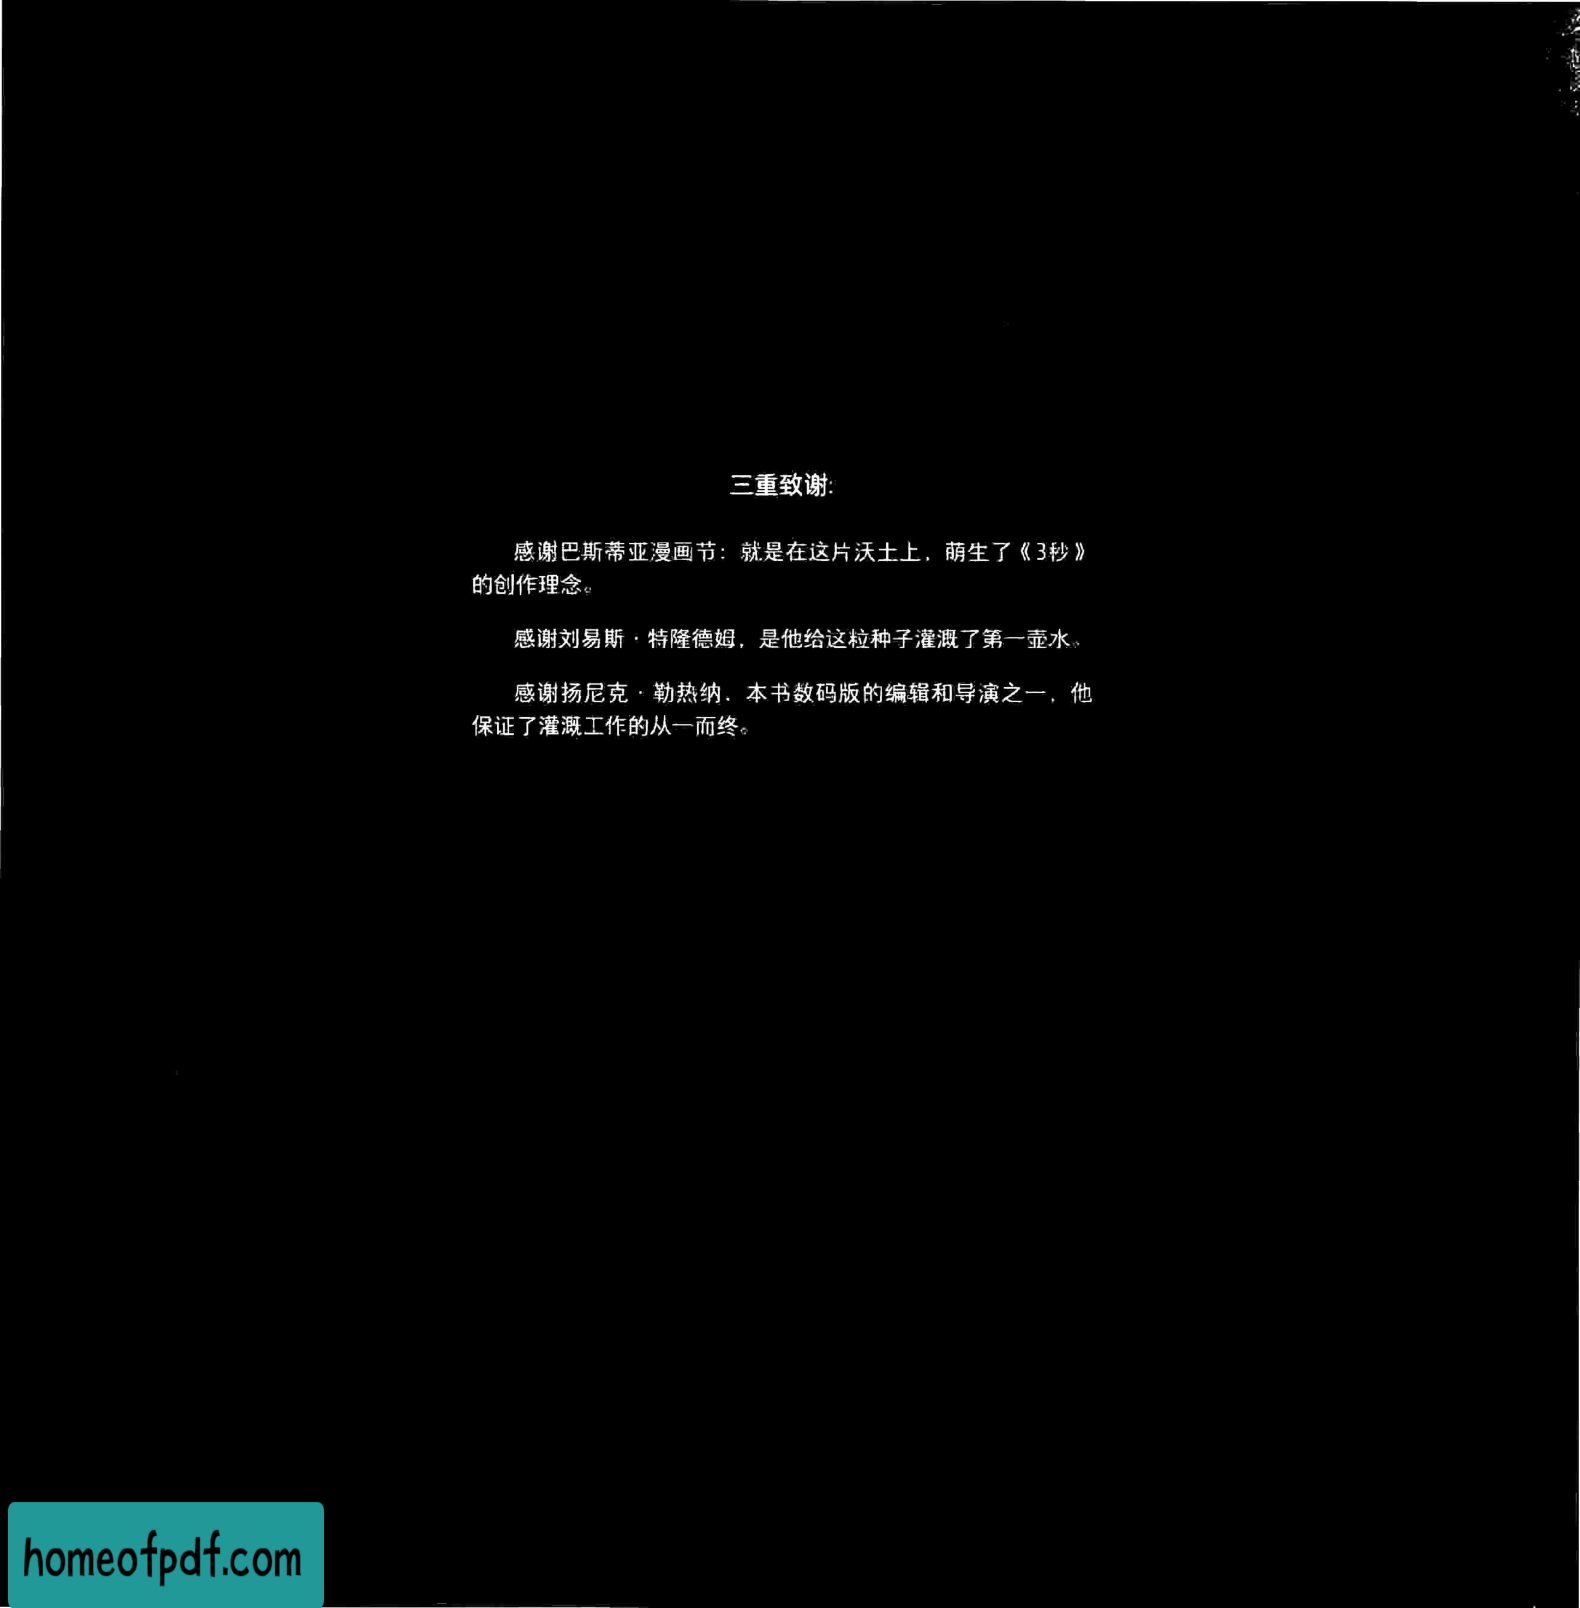 三重致谢:
感谢巴斯蒂亚漫画节：就是在这片沃土上，萌生了《3秒》
的创作理念。
感谢刘易斯·特隆德姆，是他给这粒种子灌溉了第一壶水。
感谢扬尼克·勒热纳，本书数码版的编辑和导演之一，他
保证了灌溉工作的从一而终。
homeofpdf.com